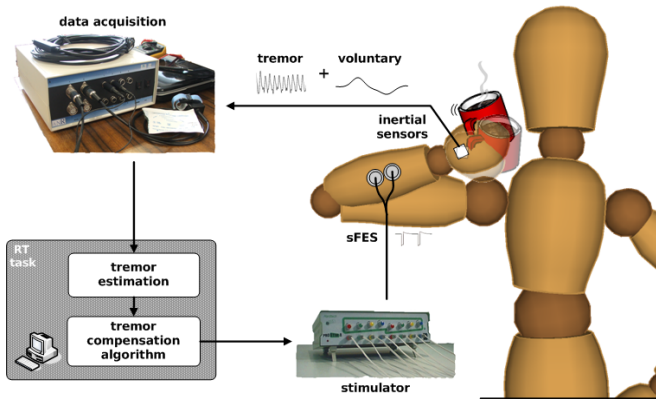 data acquisition
tremor + voluntary
inertial
sensors
sFES
RT
task
tremor
estimation
tremor
compensation
algorithm
stimulator